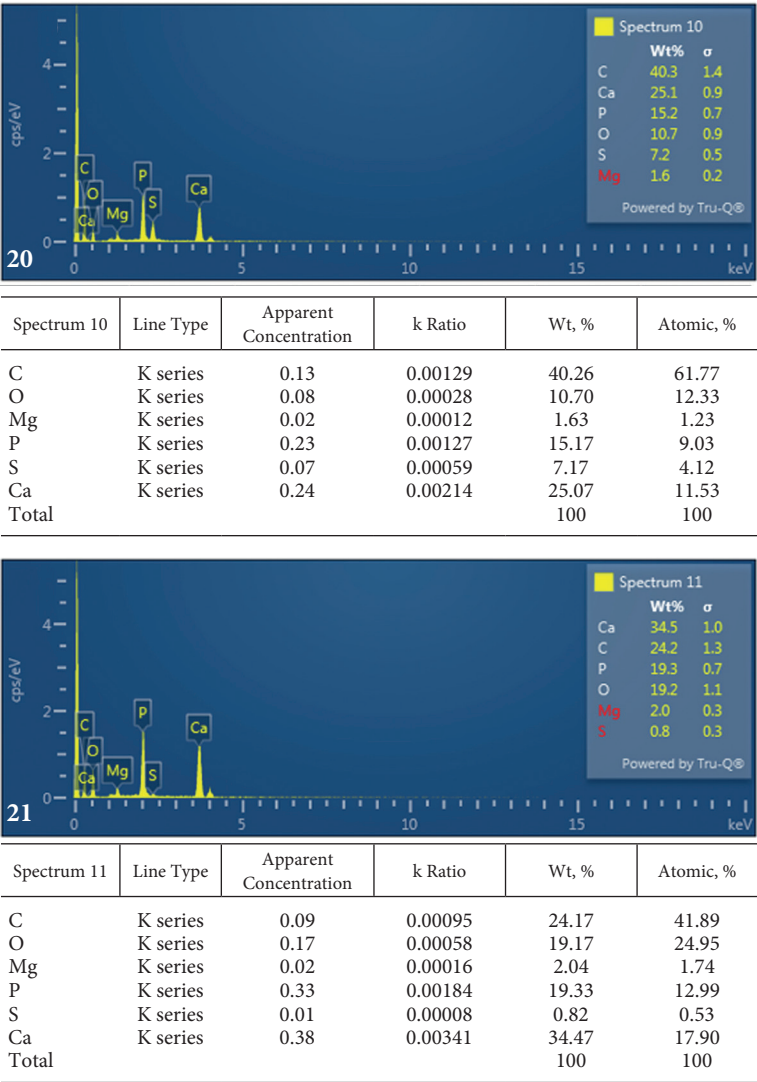 Spectrum 10
Wt% σ
C 40.3 1.4
Ca 25.1 0.9
P 15.2 0.7
O 10.7 0.9
S 7.2 0.5
Mg 1.6 0.2
Powered by Tru-Q®
cps/eV
4
2
0
C
O
Ca
Mg
P
S
Ca
20
0 5 10 15 keV
Spectrum 10 Line Type Apparent Concentration k Ratio Wt, % Atomic, %
C K series 0.13 0.00129 40.26 61.77
O K series 0.08 0.00028 10.70 12.33
Mg K series 0.02 0.00012 1.63 1.23
P K series 0.23 0.00127 15.17 9.03
S K series 0.07 0.00059 7.17 4.12
Ca K series 0.24 0.00214 25.07 11.53
Total 100 100
Spectrum 11
Wt% σ
Ca 34.5 1.0
C 24.2 1.3
P 19.3 0.7
O 19.2 1.1
Mg 2.0 0.3
S 0.8 0.3
Powered by Tru-Q®
cps/eV
4
2
0
C
O
Ca
Mg
P
S
Ca
21
0 5 10 15 keV
Spectrum 11 Line Type Apparent Concentration k Ratio Wt, % Atomic, %
C K series 0.09 0.00095 24.17 41.89
O K series 0.17 0.00058 19.17 24.95
Mg K series 0.02 0.00016 2.04 1.74
P K series 0.33 0.00184 19.33 12.99
S K series 0.01 0.00008 0.82 0.53
Ca K series 0.38 0.00341 34.47 17.90
Total 100 100